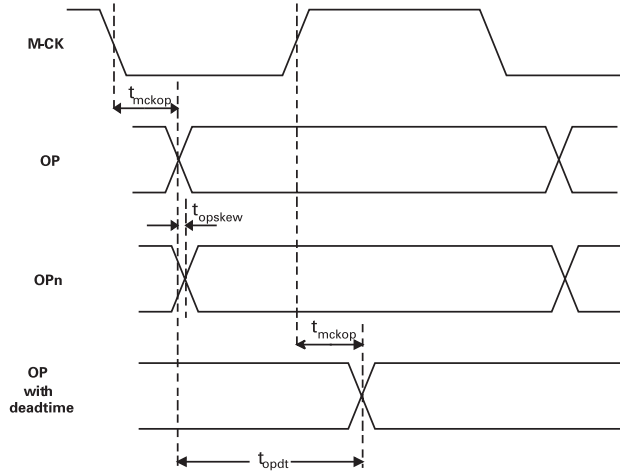 M-CK
tmckop
OP
topskew
OPn
tmckop
OP
with
deadtime
topdt